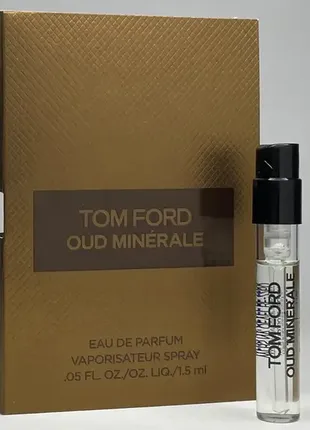 TOM FORD
OUD MINÉRALE
EAU DE PARFUM
VAPORISATEUR SPRAY
.05 FL. OZ./OZ. LIQ./1.5 ml
TOM FORD
OUD MINÉRALE